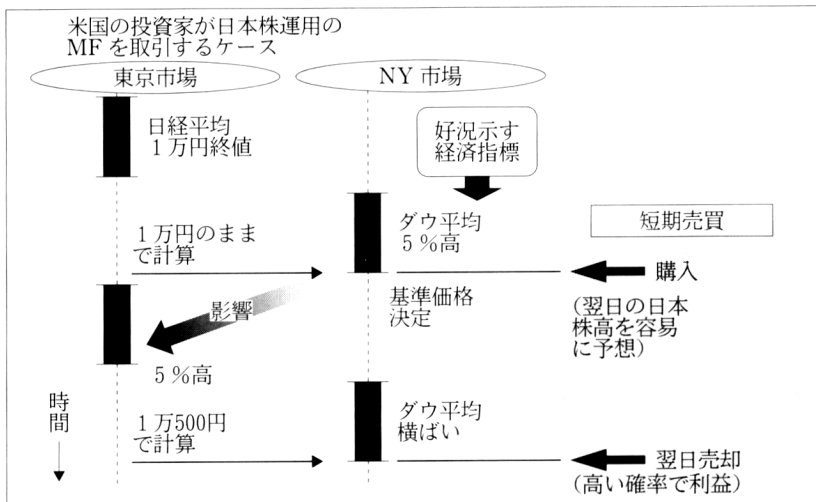 米国の投資家が日本株運用の
MFを取引するケース
東京市場
NY市場
日経平均
1万円終値
好況示す
経済指標
ダウ平均
5%高
短期売買
1万円のまま
で計算
購入
基準価格
決定
(翌日の日本
株高を容易
に予想)
影響
5%高
時間
1万500円
で計算
ダウ平均
横ばい
翌日売却
(高い確率で利益)